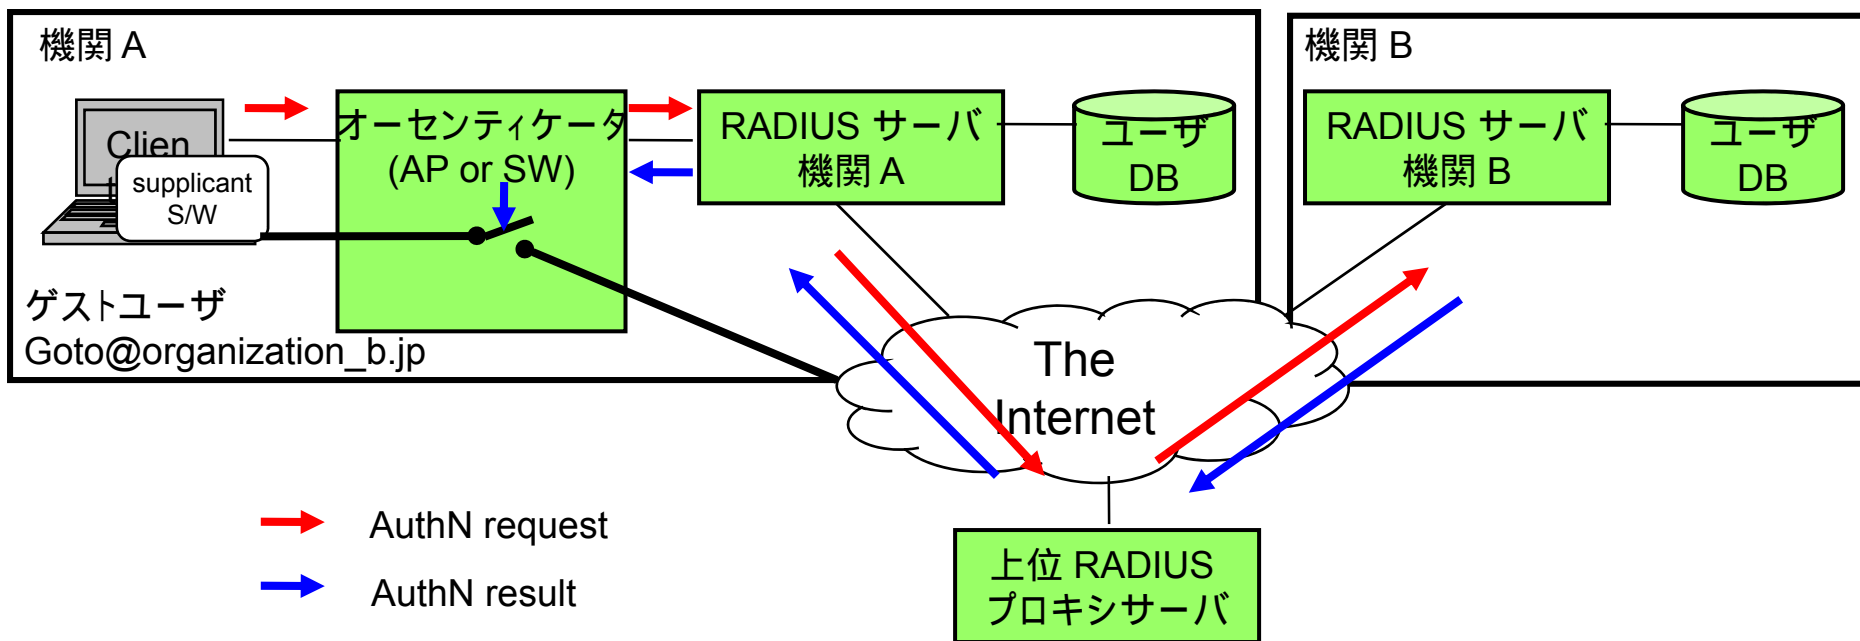 機関 A
機関 B
Clien
t
supplicant
S/W
オーセンティケータ
(AP or SW)
RADIUS サーバ
機関 A
ユーザ
DB
RADIUS サーバ
機関 B
ユーザ
DB
ゲストユーザ
Goto@organization_b.jp
The
Internet
AuthN request
AuthN result
上位 RADIUS
プロキシサーバ